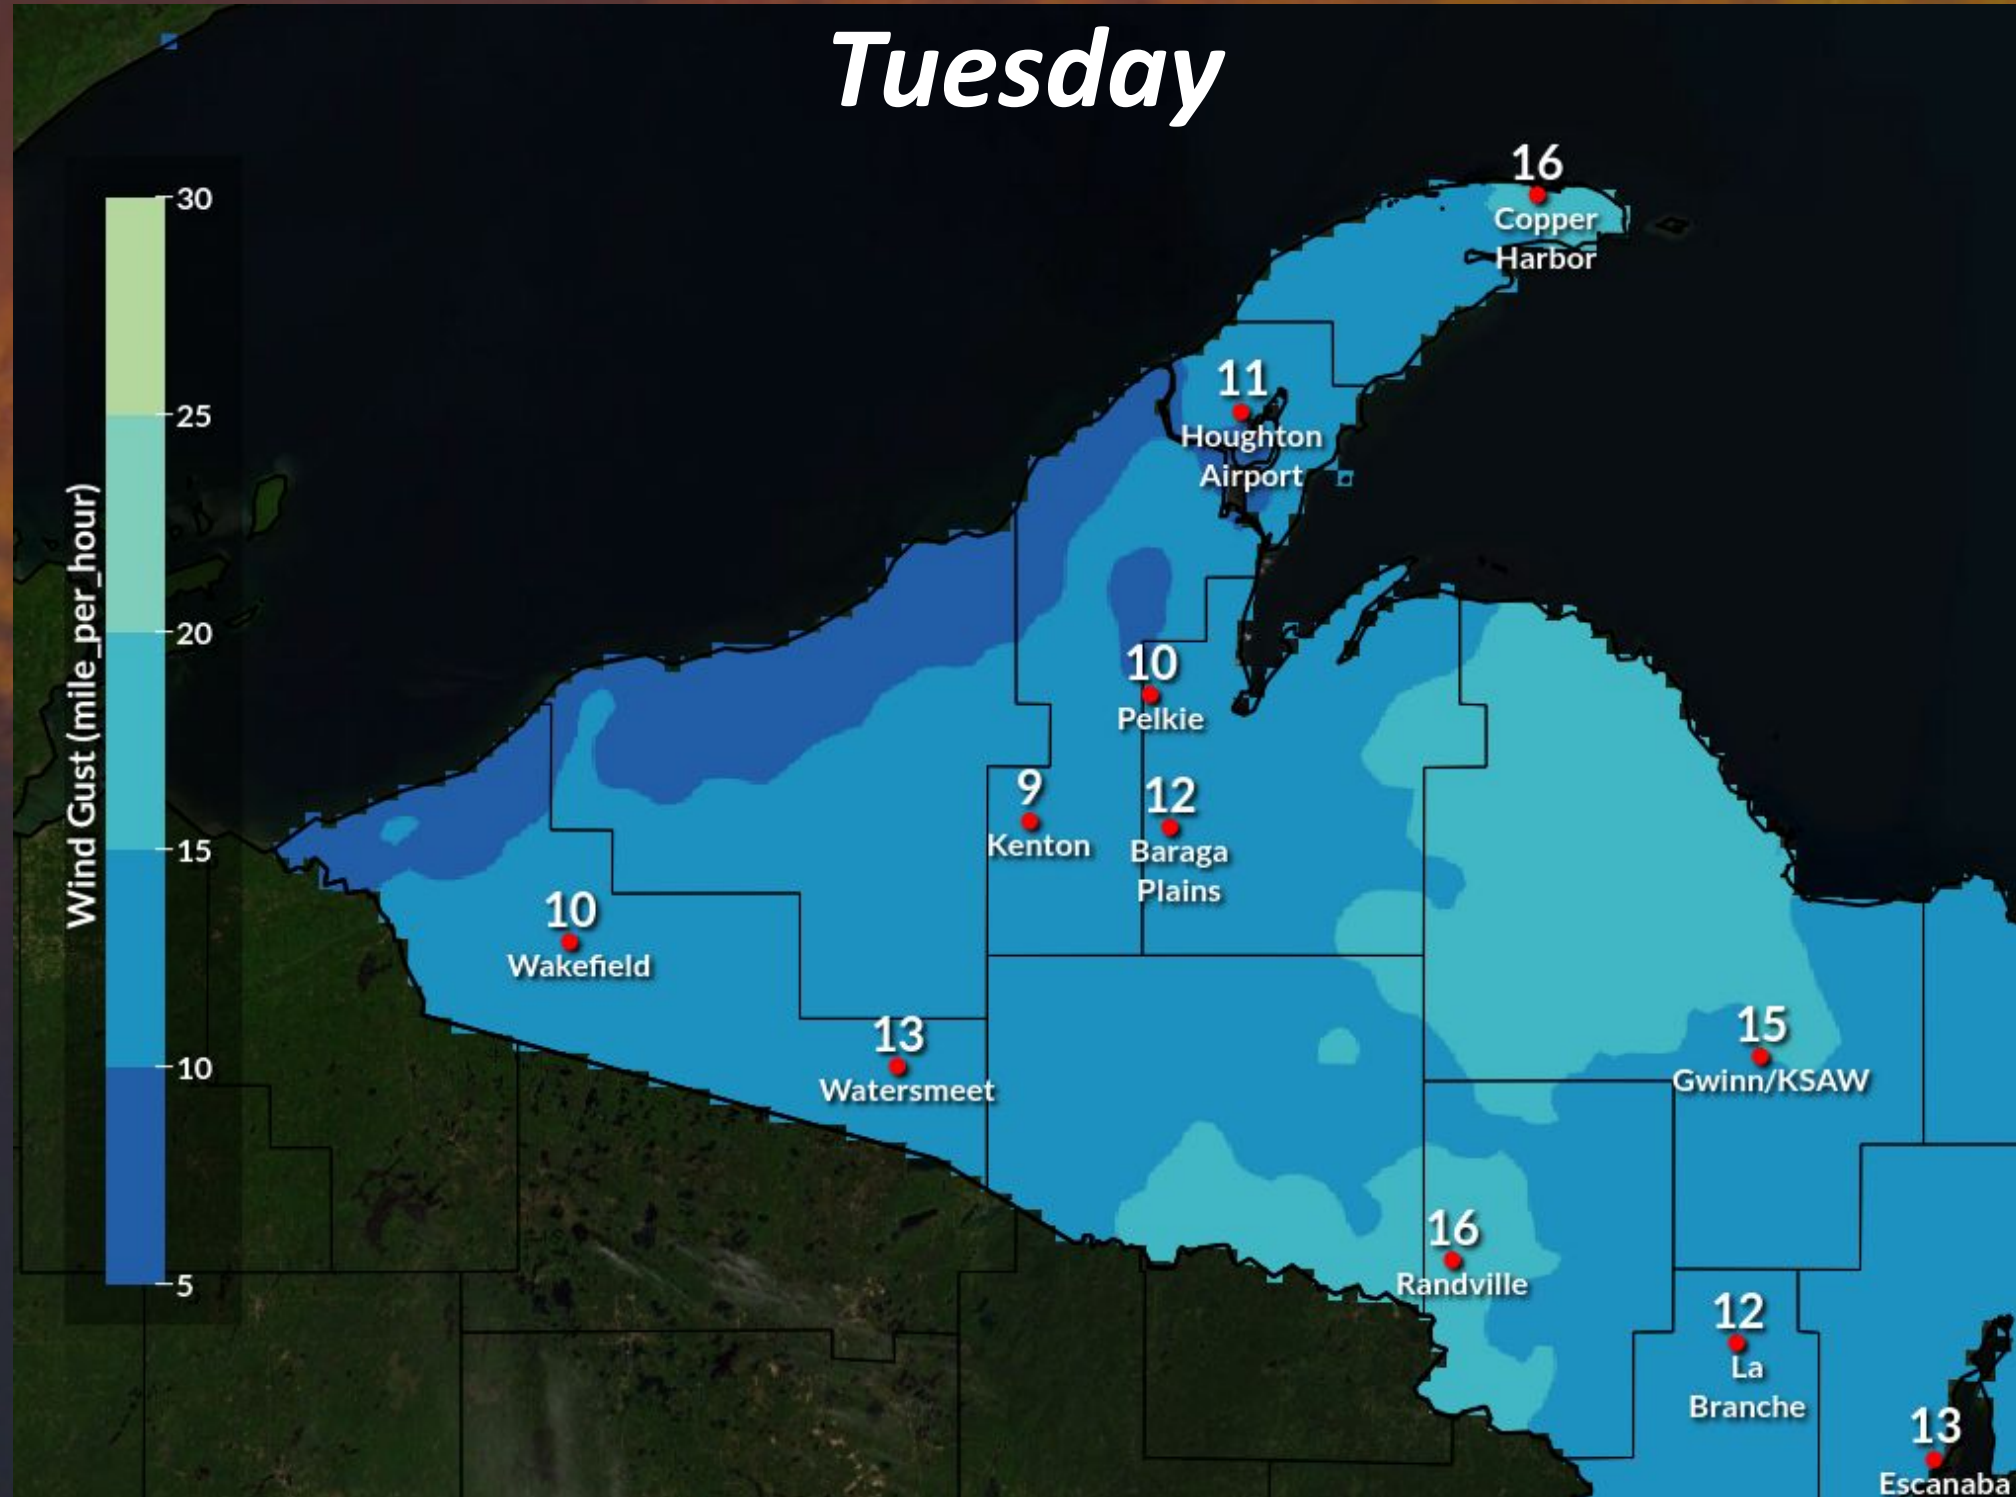 Tuesday
30
25
20
15
10
5
Wind Gust (mile_per_hour)
16
Copper
Harbor
11
Houghton
Airport
10
Pelkie
9
Kenton
12
Baraga
Plains
10
Wakefield
13
Watersmeet
15
Gwinn/KSAW
16
Randville
12
La
Branche
13
Escanaba